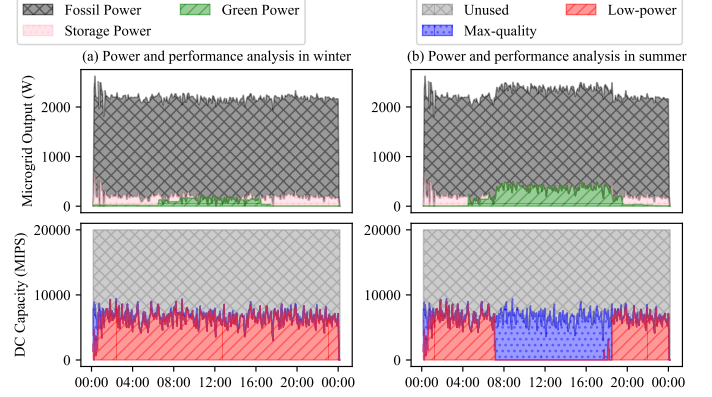 Fossil Power
Green Power
Storage Power
Unused
Low-power
Max-quality
(a) Power and performance analysis in winter
(b) Power and performance analysis in summer
Microgrid Output (W)
2000
1000
0
2000
1000
0
DC Capacity (MIPS)
20000
10000
0
20000
10000
0
00:00 04:00 08:00 12:00 16:00 20:00 00:00
00:00 04:00 08:00 12:00 16:00 20:00 00:00